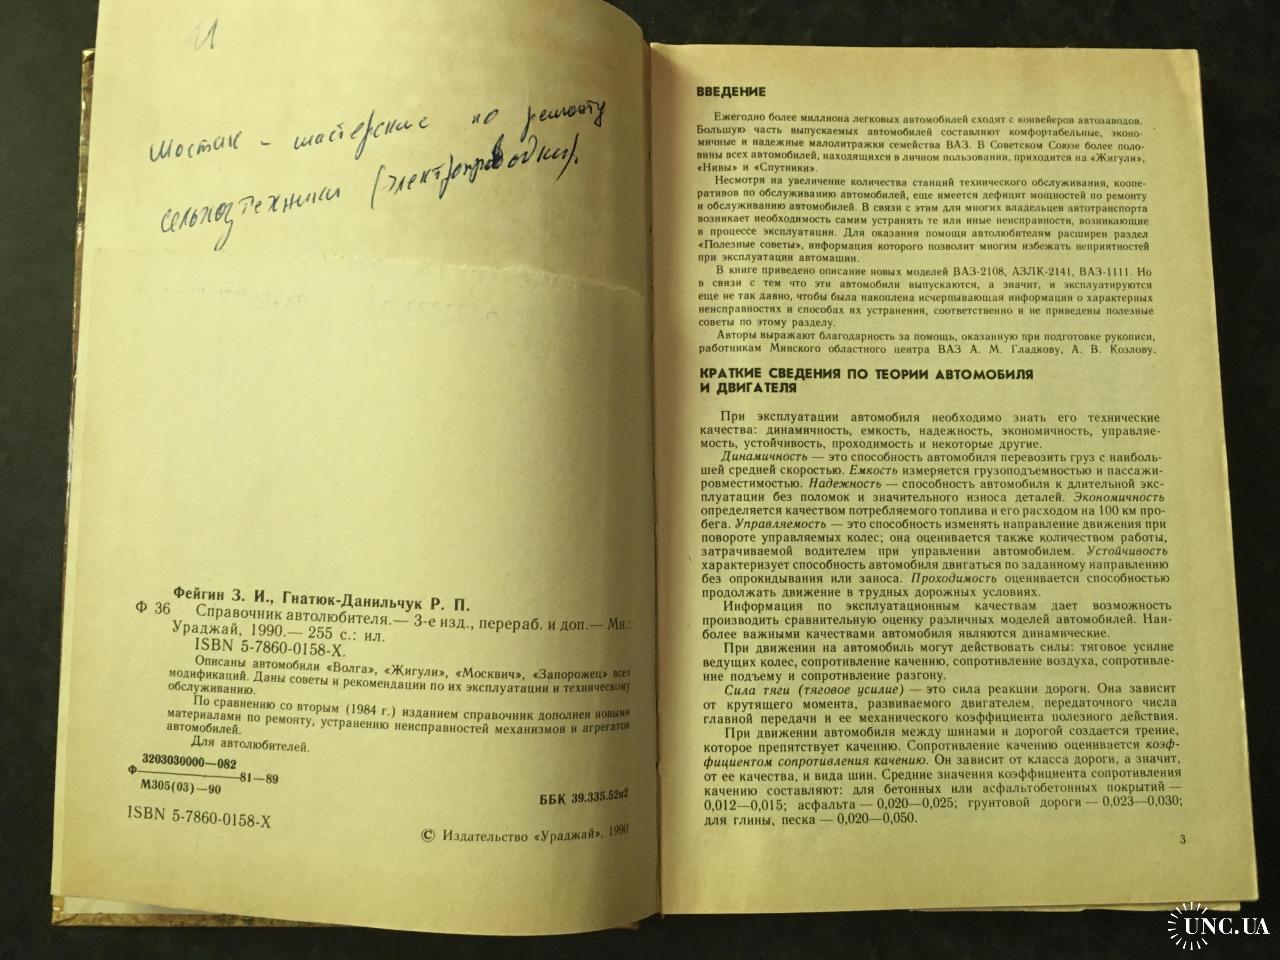 мастерские по ремонту
сельхозтехники (электропроводки).
Фейгин З. И., Гнатюк-Данильчук Р. П.
Ф 36 Справочник автолюбителя.— 3-е изд., перераб. и доп.— Мн.:
Ураджай, 1990.— 255 с.: ил.
ISBN 5-7860-0158-X.
Описаны автомобили «Волга», «Жигули», «Москвич», «Запорожец» всех
модификаций. Даны советы и рекомендации по их эксплуатации и техническому
обслуживанию.
По сравнению со вторым (1984 г.) изданием справочник дополнен новыми
материалами по ремонту, устранению неисправностей механизмов и агрегатов
автомобилей.
Для автолюбителей.
3203030000—082
Ф 81—89
М305(03)—90
ББК 39.335.52я2
ISBN 5-7860-0158-X
© Издательство «Ураджай», 1990
ВВЕДЕНИЕ
Ежегодно более миллиона легковых автомобилей сходят с конвейеров автозаводов.
Большую часть выпускаемых автомобилей составляют комфортабельные, эконо-
мичные и надежные малолитражки семейства ВАЗ. В Советском Союзе более поло-
вины всех автомобилей, находящихся в личном пользовании, приходится на «Жигули»,
«Нивы» и «Спутники».
Несмотря на увеличение количества станций технического обслуживания, коопе-
ративов по обслуживанию автомобилей, еще имеется дефицит мощностей по ремонту
и обслуживанию автомобилей. В связи с этим для многих владельцев автотранспорта
возникает необходимость самим устранять те или иные неисправности, возникающие
в процессе эксплуатации. Для оказания помощи автолюбителям расширен раздел
«Полезные советы», информация которого позволит многим избежать неприятностей
при эксплуатации автомашин.
В книге приведено описание новых моделей ВАЗ-2108, АЗЛК-2141, ВАЗ-1111. Но
в связи с тем что эти автомобили выпускаются, а значит, и эксплуатируются
еще не так давно, чтобы была накоплена исчерпывающая информация о характерных
неисправностях и способах их устранения, соответственно и не приведены полезные
советы по этому разделу.
Авторы выражают благодарность за помощь, оказанную при подготовке рукописи,
работникам Минского областного центра ВАЗ А. М. Гладкову, А. В. Козлову.
КРАТКИЕ СВЕДЕНИЯ ПО ТЕОРИИ АВТОМОБИЛЯ
И ДВИГАТЕЛЯ
При эксплуатации автомобиля необходимо знать его технические
качества: динамичность, емкость, надежность, экономичность, управляе-
мость, устойчивость, проходимость и некоторые другие.
Динамичность — это способность автомобиля перевозить груз с наиболь-
шей средней скоростью. Емкость измеряется грузоподъемностью и пассажи-
ровместимостью. Надежность — способность автомобиля к длительной экс-
плуатации без поломок и значительного износа деталей. Экономичность
определяется качеством потребляемого топлива и его расходом на 100 км про-
бега. Управляемость — это способность изменять направление движения при
повороте управляемых колес; она оценивается также количеством работы,
затрачиваемой водителем при управлении автомобилем. Устойчивость
характеризует способность автомобиля двигаться по заданному направлению
без опрокидывания или заноса. Проходимость оценивается способностью
продолжать движение в трудных дорожных условиях.
Информация по эксплуатационным качествам дает возможность
производить сравнительную оценку различных моделей автомобилей. Наи-
более важными качествами автомобиля являются динамические.
При движении на автомобиль могут действовать силы: тяговое усилие
ведущих колес, сопротивление качению, сопротивление воздуха, сопротивле-
ние подъему и сопротивление разгону.
Сила тяги (тяговое усилие) — это сила реакции дороги. Она зависит
от крутящего момента, развиваемого двигателем, передаточного числа
главной передачи и ее механического коэффициента полезного действия.
При движении автомобиля между шинами и дорогой создается трение,
которое препятствует качению. Сопротивление качению оценивается коэф-
фициентом сопротивления качению. Он зависит от класса дороги, а значит,
от ее качества, и вида шин. Средние значения коэффициента сопротивления
качению составляют: для бетонных или асфальтобетонных покрытий —
0,012—0,015; асфальта — 0,020—0,025; грунтовой дороги — 0,023—0,030;
для глины, песка — 0,020—0,050.
3
UNC.UA